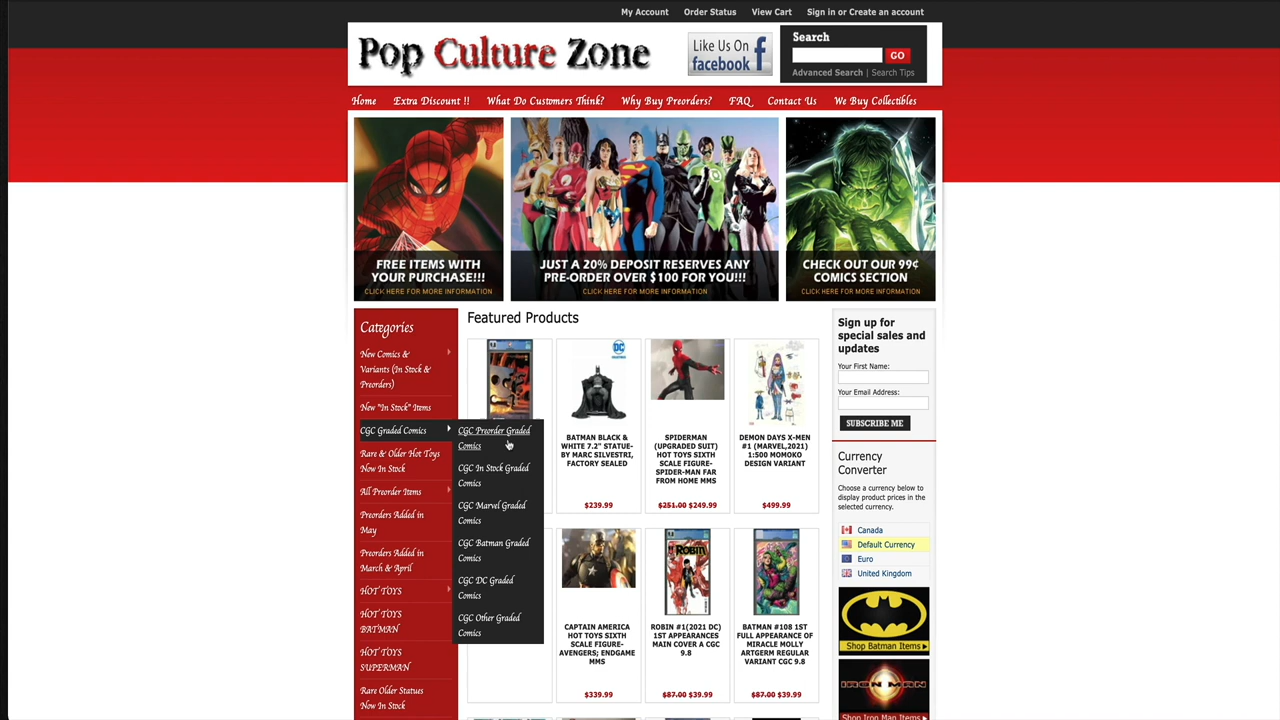 My Account Order Status View Cart Sign in or Create an account
Pop Culture Zone
Like Us On
facebook
Search
GO
Advanced Search | Search Tips
Home Extra Discount !! What Do Customers Think? Why Buy Preorders? FAQ Contact Us We Buy Collectibles
FREE ITEMS WITH
YOUR PURCHASE!!!
CLICK HERE FOR MORE INFORMATION
JUST A 20% DEPOSIT RESERVES ANY
PRE-ORDER OVER $100 FOR YOU!!!
CLICK HERE FOR MORE INFORMATION
CHECK OUT OUR 99¢
COMICS SECTION
CLICK HERE FOR MORE INFORMATION
Categories
New Comics &
Variants (In Stock &
Preorders)
New "In Stock" Items
CGC Graded Comics
Rare & Older Hot Toys
Now In Stock
All Preorder Items
Preorders Added in
May
Preorders Added in
March & April
HOT TOYS
HOT TOYS
BATMAN
HOT TOYS
SUPERMAN
Rare Older Statues
Now In Stock
CGC Preorder Graded
Comics
CGC In Stock Graded
Comics
CGC Marvel Graded
Comics
CGC Batman Graded
Comics
CGC DC Graded
Comics
CGC Other Graded
Comics
Featured Products
DC
BATMAN BLACK &
WHITE 7.2" STATUE-
BY MARC SILVESTRI,
FACTORY SEALED
$239.99
SPIDERMAN
(UPGRADED SUIT)
HOT TOYS SIXTH
SCALE FIGURE-
SPIDER-MAN FAR
FROM HOME MMS
$251.00 $249.99
DEMON DAYS X-MEN
#1 (MARVEL,2021)
1:500 MOMOKO
DESIGN VARIANT
$499.99
CAPTAIN AMERICA
HOT TOYS SIXTH
SCALE FIGURE-
AVENGERS; ENDGAME
MMS
$339.99
ROBIN
ROBIN #1(2021 DC)
1ST APPEARANCES
MAIN COVER A CGC
9.8
$87.00 $39.99
BATMAN #108 1ST
FULL APPEARANCE OF
MIRACLE MOLLY
ARTGERM REGULAR
VARIANT CGC 9.8
$87.00 $39.99
Sign up for
special sales and
updates
Your First Name:
Your Email Address:
SUBSCRIBE ME
Currency
Converter
Choose a currency below to
display product prices in the
selected currency.
Canada
Default Currency
Euro
United Kingdom
Shop Batman Items
IRON MAN
Shop Iron Man Items